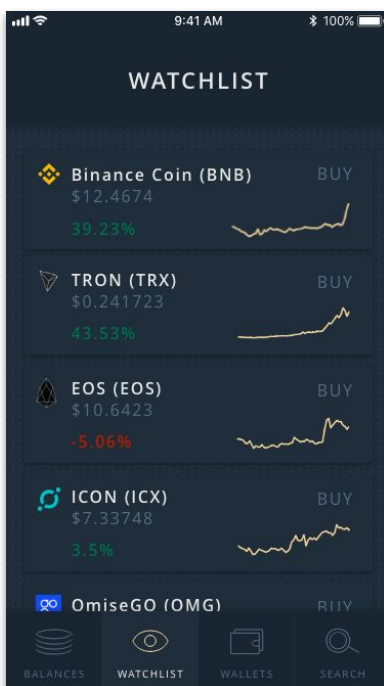 9:41 AM 100%
WATCHLIST
Binance Coin (BNB) BUY
$12.4674
39.23%
TRON (TRX) BUY
$0.241723
43.53%
EOS (EOS) BUY
$10.6423
-5.06%
ICON (ICX) BUY
$7.33748
3.5%
go OmiseGO (OMG) BUY
BALANCES WATCHLIST WALLETS SEARCH